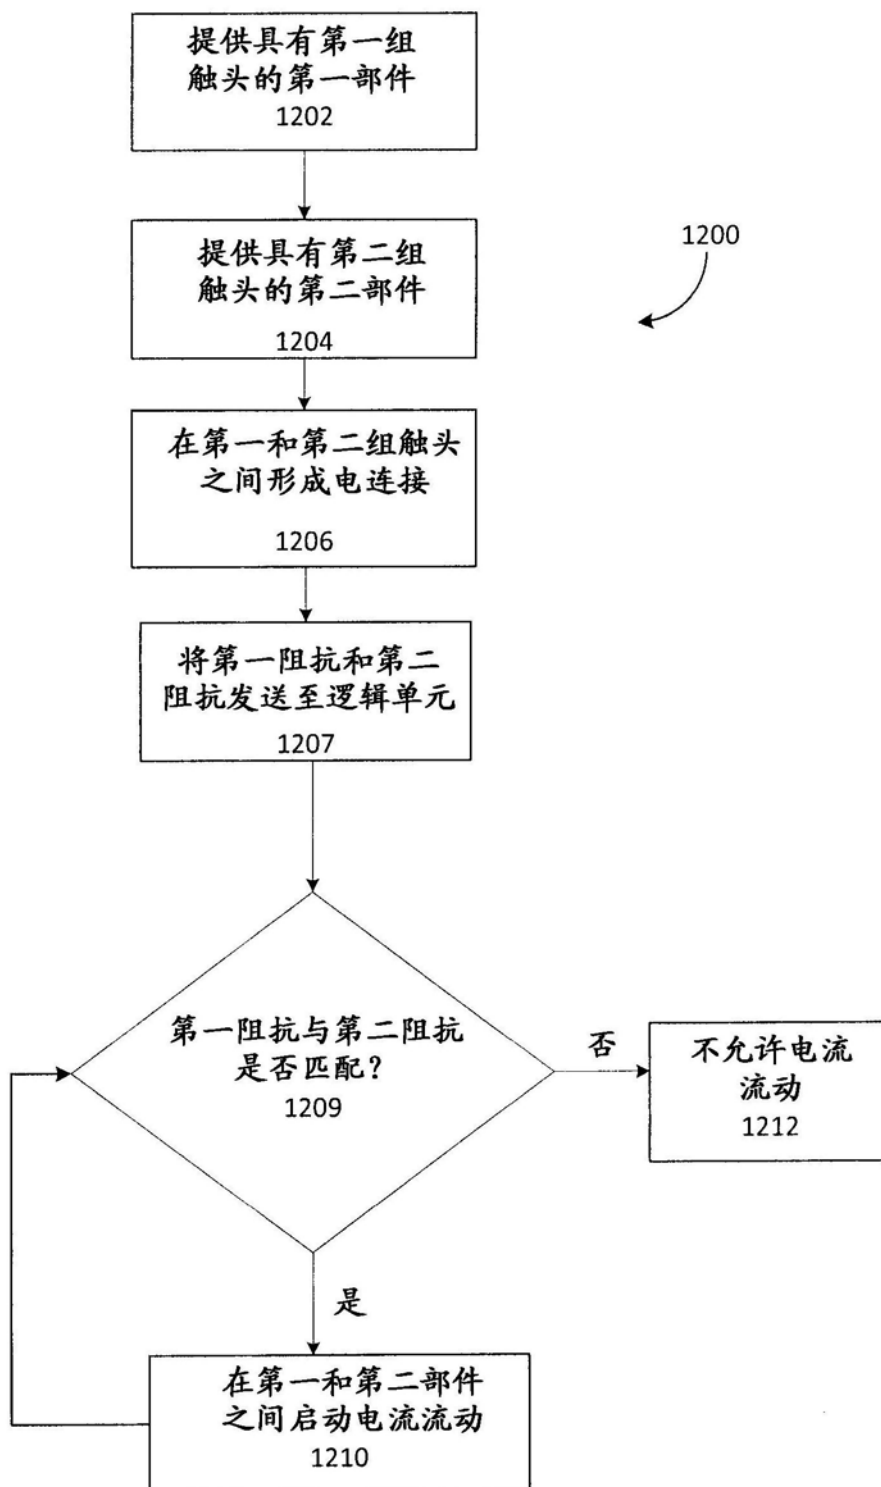 提供具有第一组
触头的第一部件
1202
提供具有第二组
触头的第二部件
1204
1200
在第一和第二组触头
之间形成电连接
1206
将第一阻抗和第二
阻抗发送至逻辑单元
1207
第一阻抗与第二阻抗
是否匹配?
1209
否
不允许电流
流动
1212
是
在第一和第二部件
之间启动电流流动
1210